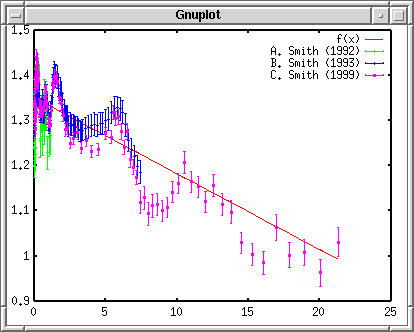 Gnuplot
1.5
1.4
1.3
1.2
1.1
1
0.9
0 5 10 15 20 25
f(x)
A. Smith (1992)
B. Smith (1993)
C. Smith (1999)